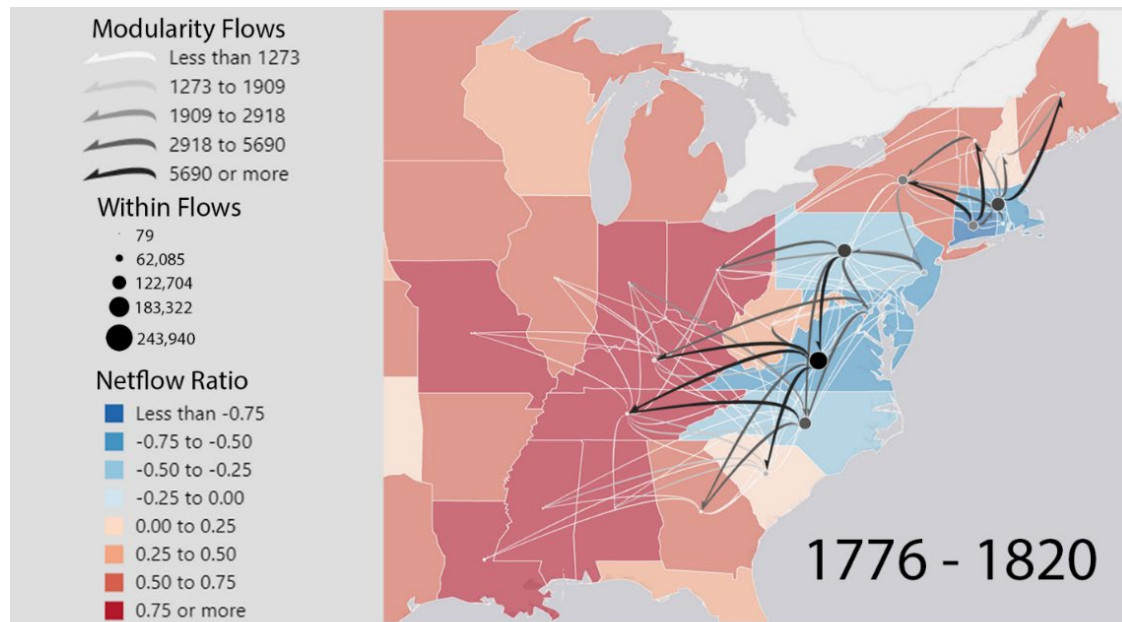 Modularity Flows
Less than 1273
1273 to 1909
1909 to 2918
2918 to 5690
5690 or more
Within Flows
79
62,085
122,704
183,322
243,940
Netflow Ratio
Less than -0.75
-0.75 to -0.50
-0.50 to -0.25
-0.25 to 0.00
0.00 to 0.25
0.25 to 0.50
0.50 to 0.75
0.75 or more
1776 - 1820